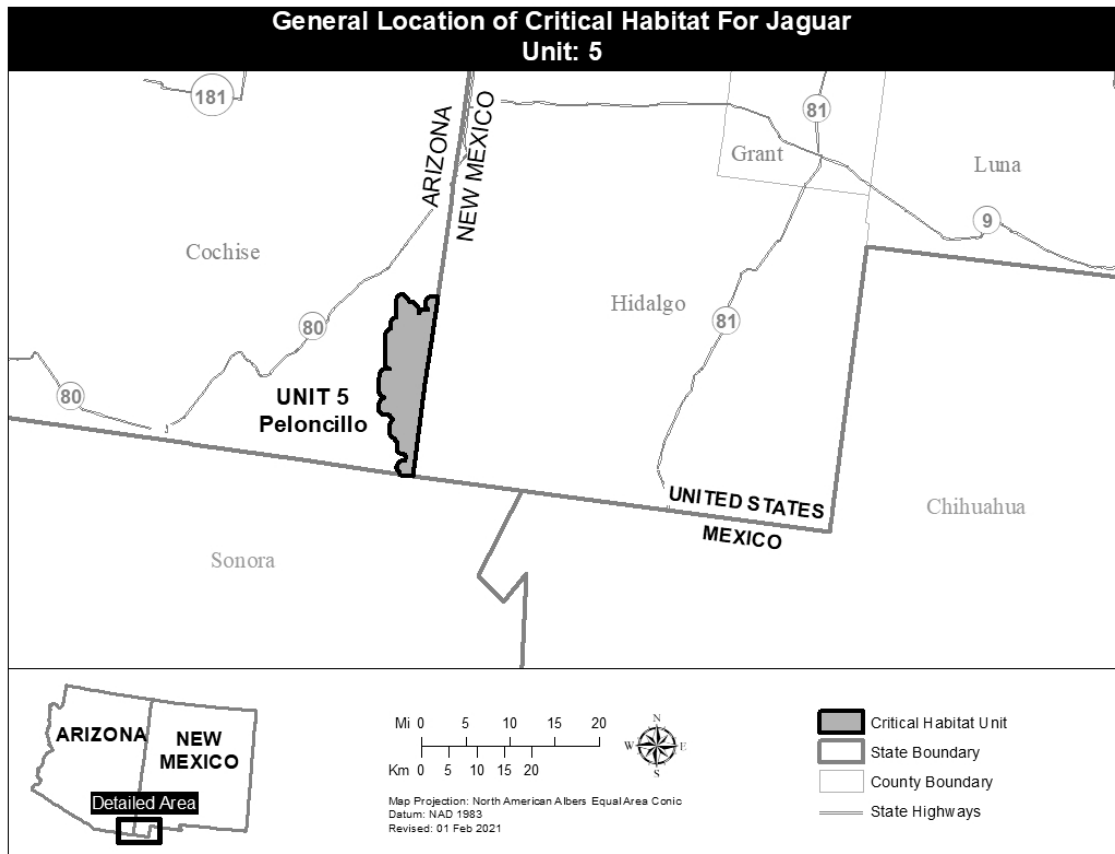 General Location of Critical Habitat For Jaguar
Unit: 5
181
ARIZONA
NEW MEXICO
81
Grant
Luna
9
Cochise
Hidalgo
80
81
80
UNIT 5
Peloncillo
UNITED STATES
MEXICO
Chihuahua
Sonora
ARIZONA
NEW
MEXICO
Detailed Area
Mi 0 5 10 15 20
Km 0 5 10 15 20
N
W E
S
Map Projection: North American Albers Equal Area Conic
Datum: NAD 1983
Revised: 01 Feb 2021
Critical Habitat Unit
State Boundary
County Boundary
State Highways